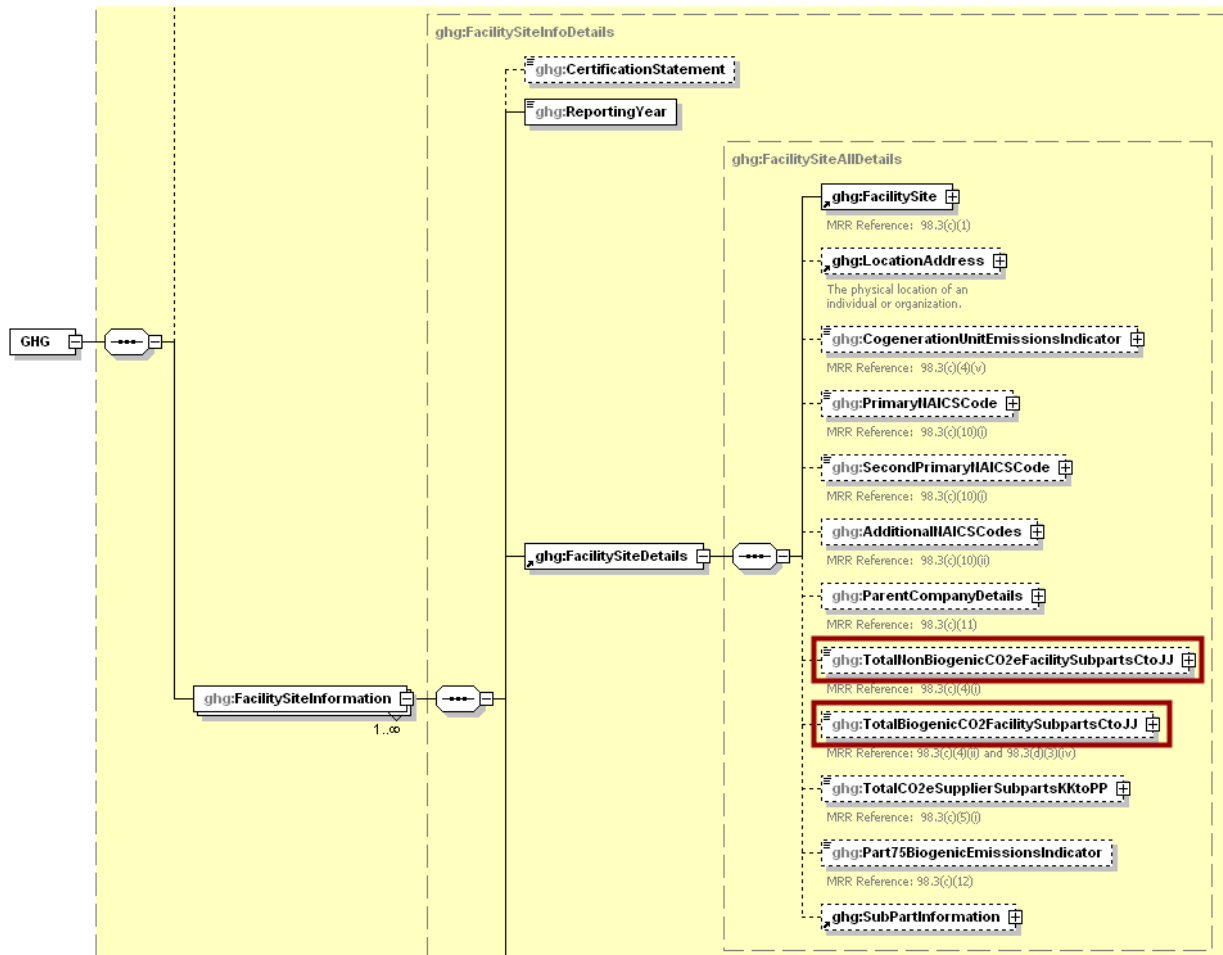 ghg:FacilitySiteInfoDetails
ghg:CertificationStatement
ghg:ReportingYear
ghg:FacilitySiteAllDetails
ghg:FacilitySite
MRR Reference: 98.3(c)(1)
ghg:LocationAddress
The physical location of an
individual or organization.
GHG
ghg:CogenerationUnitEmissionsIndicator
MRR Reference: 98.3(c)(4)(v)
ghg:PrimaryNAICSCode
MRR Reference: 98.3(c)(10)(i)
ghg:SecondPrimaryNAICSCode
MRR Reference: 98.3(c)(10)(i)
ghg:AdditionalNAICSCodes
MRR Reference: 98.3(c)(10)(ii)
ghg:FacilitySiteDetails
ghg:ParentCompanyDetails
MRR Reference: 98.3(c)(11)
ghg:TotalNonBiogenicCO2eFacilitySubpartsCtoJJ
MRR Reference: 98.3(c)(4)(i)
ghg:FacilitySiteInformation
1..∞
ghg:TotalBiogenicCO2FacilitySubpartsCtoJJ
MRR Reference: 98.3(c)(4)(ii) and 98.3(d)(3)(iv)
ghg:TotalCO2eSupplierSubpartsKKtoPP
MRR Reference: 98.3(c)(5)(i)
ghg:Part75BiogenicEmissionsIndicator
MRR Reference: 98.3(c)(12)
ghg:SubPartInformation